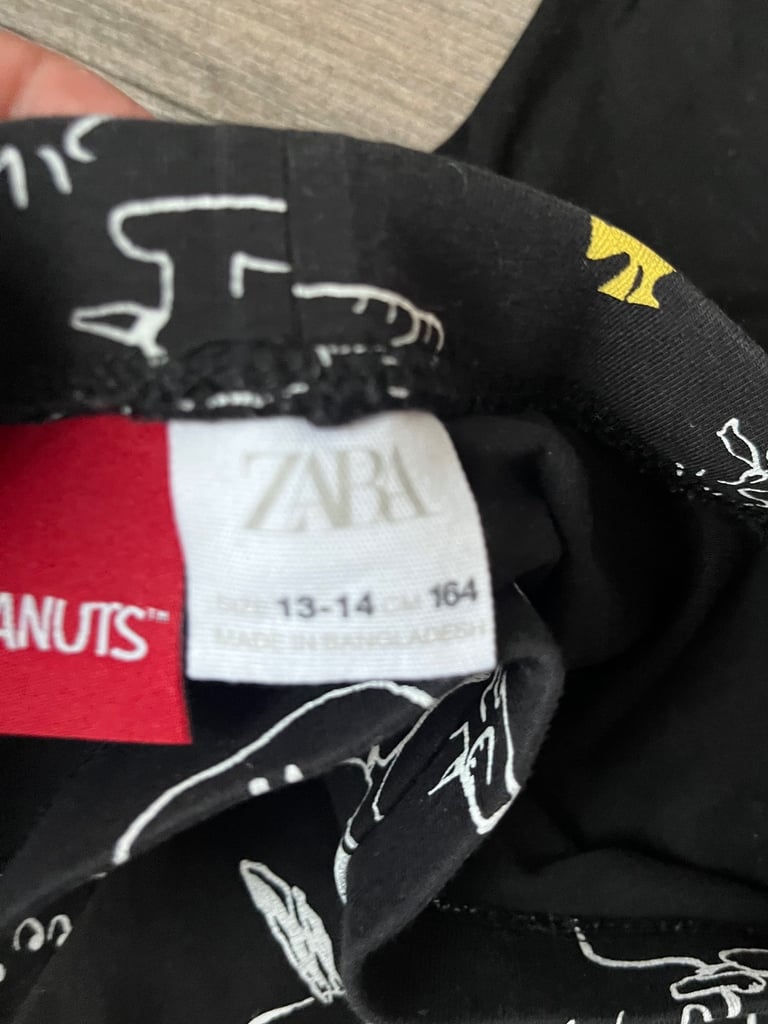 ZARA
SIZE 13-14 CM 164
MADE IN BANGLADESH
ANUTS™